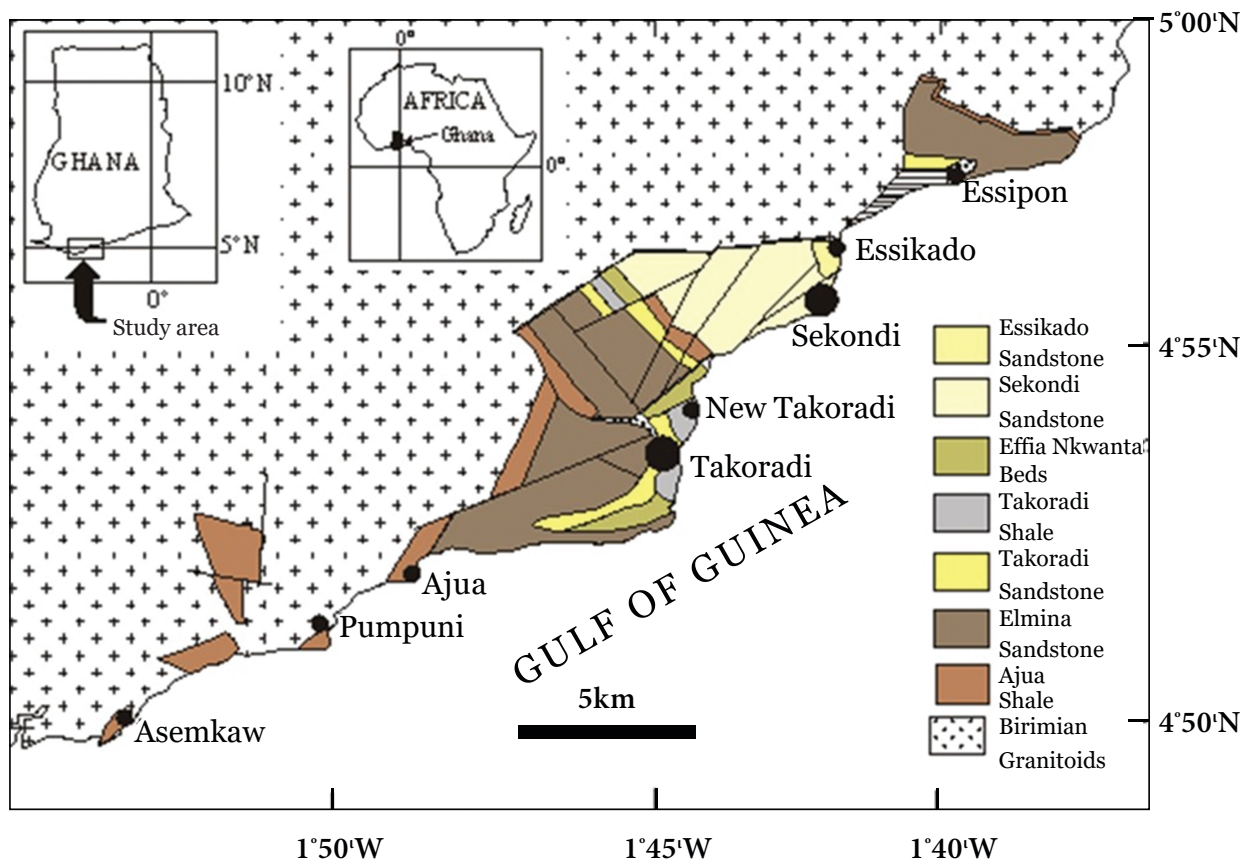 5°00'N
0°
10°N
AFRICA
Ghana
GHANA
0°
5°N
0°
Study area
Essipon
Essikado
Sekondi
Essikado
Sandstone
4°55'N
Sekondi
Sandstone
New Takoradi
Effia Nkwanta
Beds
Takoradi
Takoradi
Shale
GULF OF GUINEA
Takoradi
Sandstone
Ajua
Pumpuni
Elmina
Sandstone
Ajua
Shale
5km
Asemkaw
4°50'N
Birimian
Granitoids
1°50'W
1°45'W
1°40'W